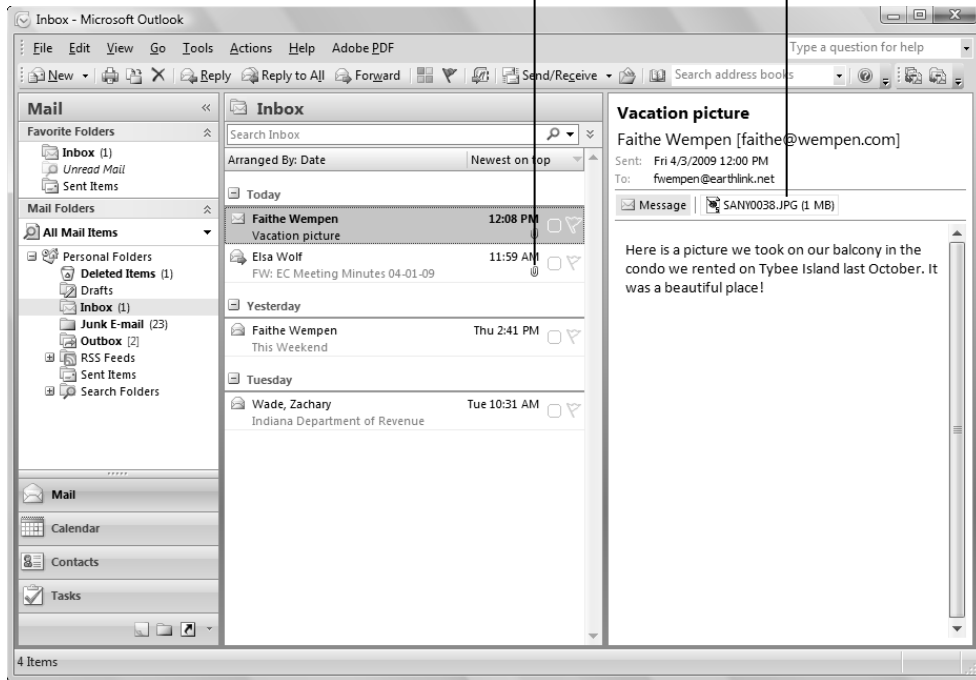 Inbox - Microsoft Outlook
File Edit View Go Tools Actions Help Adobe PDF
Type a question for help
New Reply Reply to All Forward Send/Receive Search address books
Mail
Favorite Folders
Inbox (1)
Unread Mail
Sent Items
Mail Folders
All Mail Items
Personal Folders
Deleted Items (1)
Drafts
Inbox (1)
Junk E-mail (23)
Outbox [2]
RSS Feeds
Sent Items
Search Folders
Mail
Calendar
Contacts
Tasks
Inbox
Search Inbox
Arranged By: Date Newest on top
Today
Faithe Wempen 12:08 PM
Vacation picture
Elsa Wolf 11:59 AM
FW: EC Meeting Minutes 04-01-09
Yesterday
Faithe Wempen Thu 2:41 PM
This Weekend
Tuesday
Wade, Zachary Tue 10:31 AM
Indiana Department of Revenue
Vacation picture
Faithe Wempen [faithe@wempen.com]
Sent: Fri 4/3/2009 12:00 PM
To: fwempen@earthlink.net
Message SANY0038.JPG (1 MB)
Here is a picture we took on our balcony in the
condo we rented on Tybee Island last October. It
was a beautiful place!
4 Items